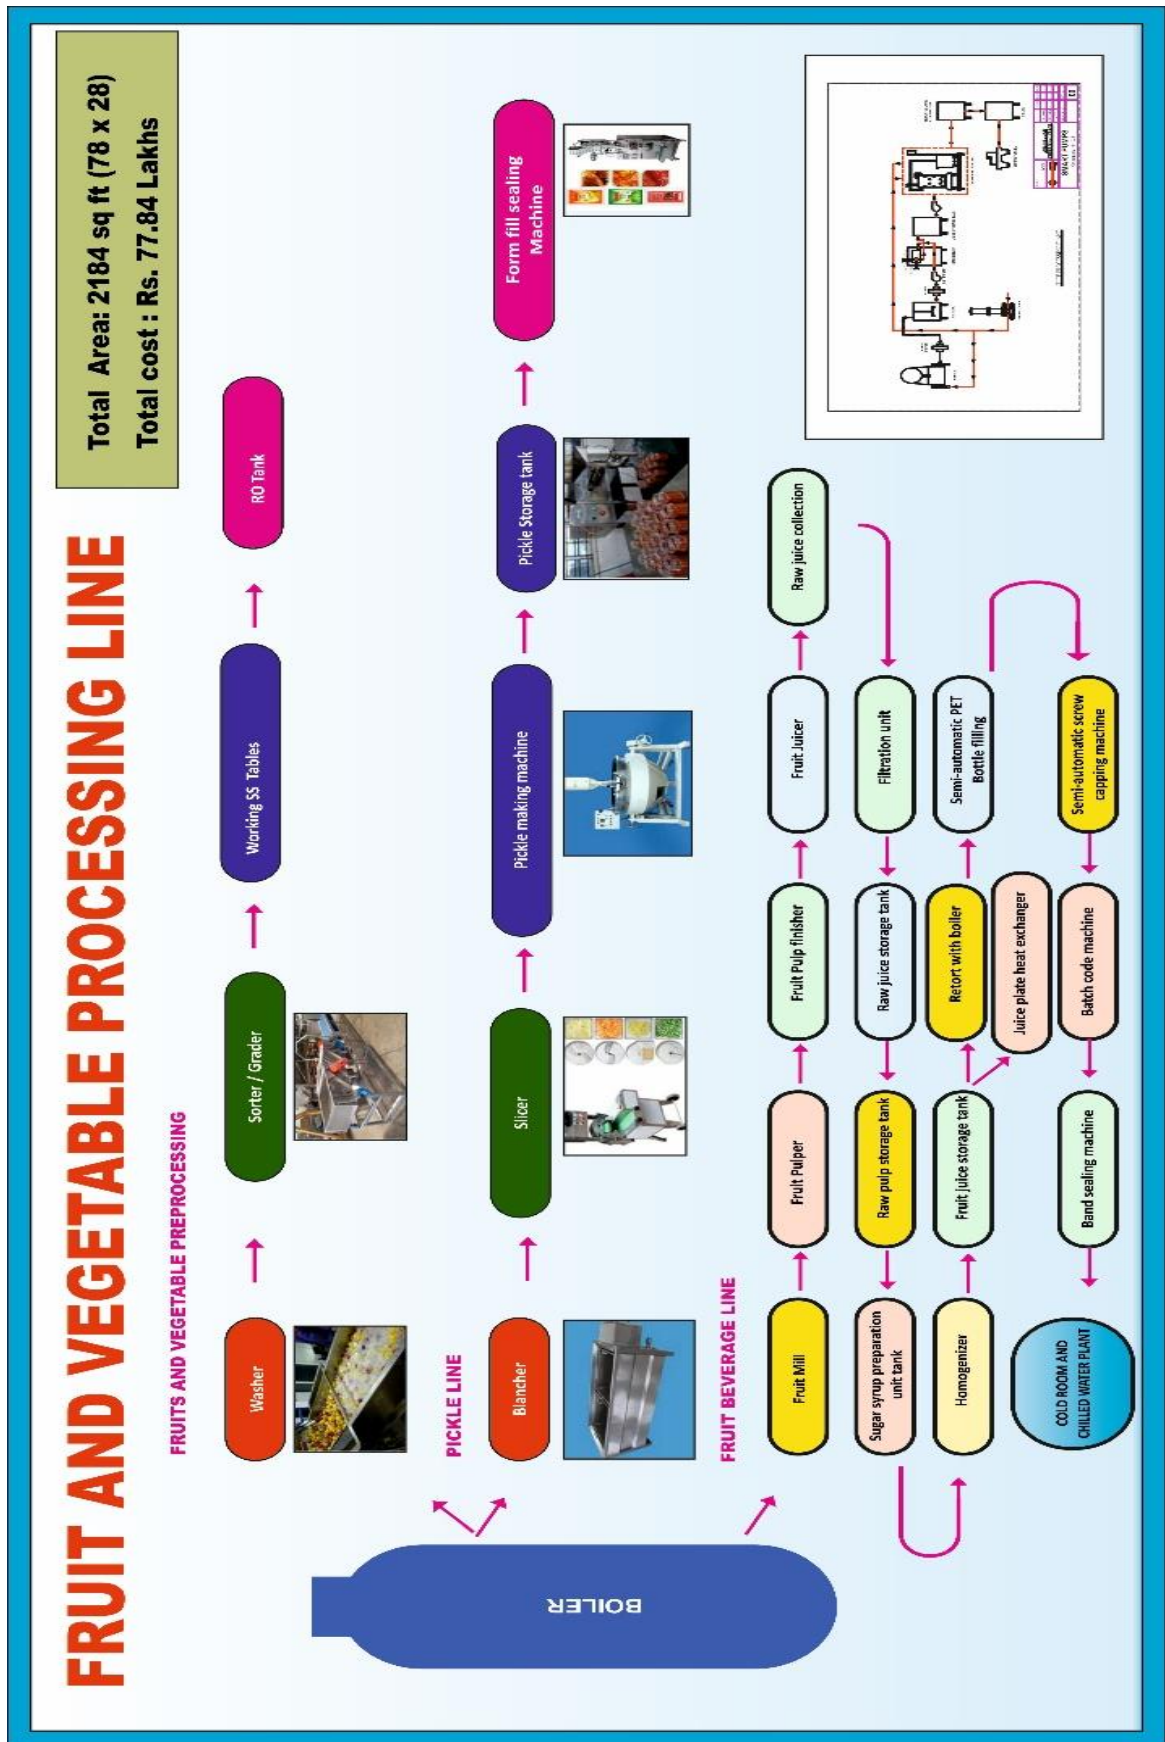 FRUIT AND VEGETABLE PROCESSING LINE
Total Area: 2184 sq ft (78 x 28)
Total cost : Rs. 77.84 Lakhs
FRUITS AND VEGETABLE PREPROCESSING
Washer
Sorter / Grader
Working SS Tables
RO Tank
PICKLE LINE
Blancher
Slicer
Pickle making machine
Pickle Storage tank
Form fill sealing
Machine
BOILER
FRUIT BEVERAGE LINE
Fruit Mill
Fruit Pulper
Fruit Pulp finisher
Fruit Juicer
Raw juice collection
Filtration unit
Raw juice storage tank
Raw pulp storage tank
Sugar syrup preparation
unit tank
Homogenizer
Fruit juice storage tank
Juice plate heat exchanger
Retort with boiler
Semi-automatic PET
Bottle filling
Semi-automatic screw
capping machine
Batch code machine
Band sealing machine
COLD ROOM AND
CHILLED WATER PLANT